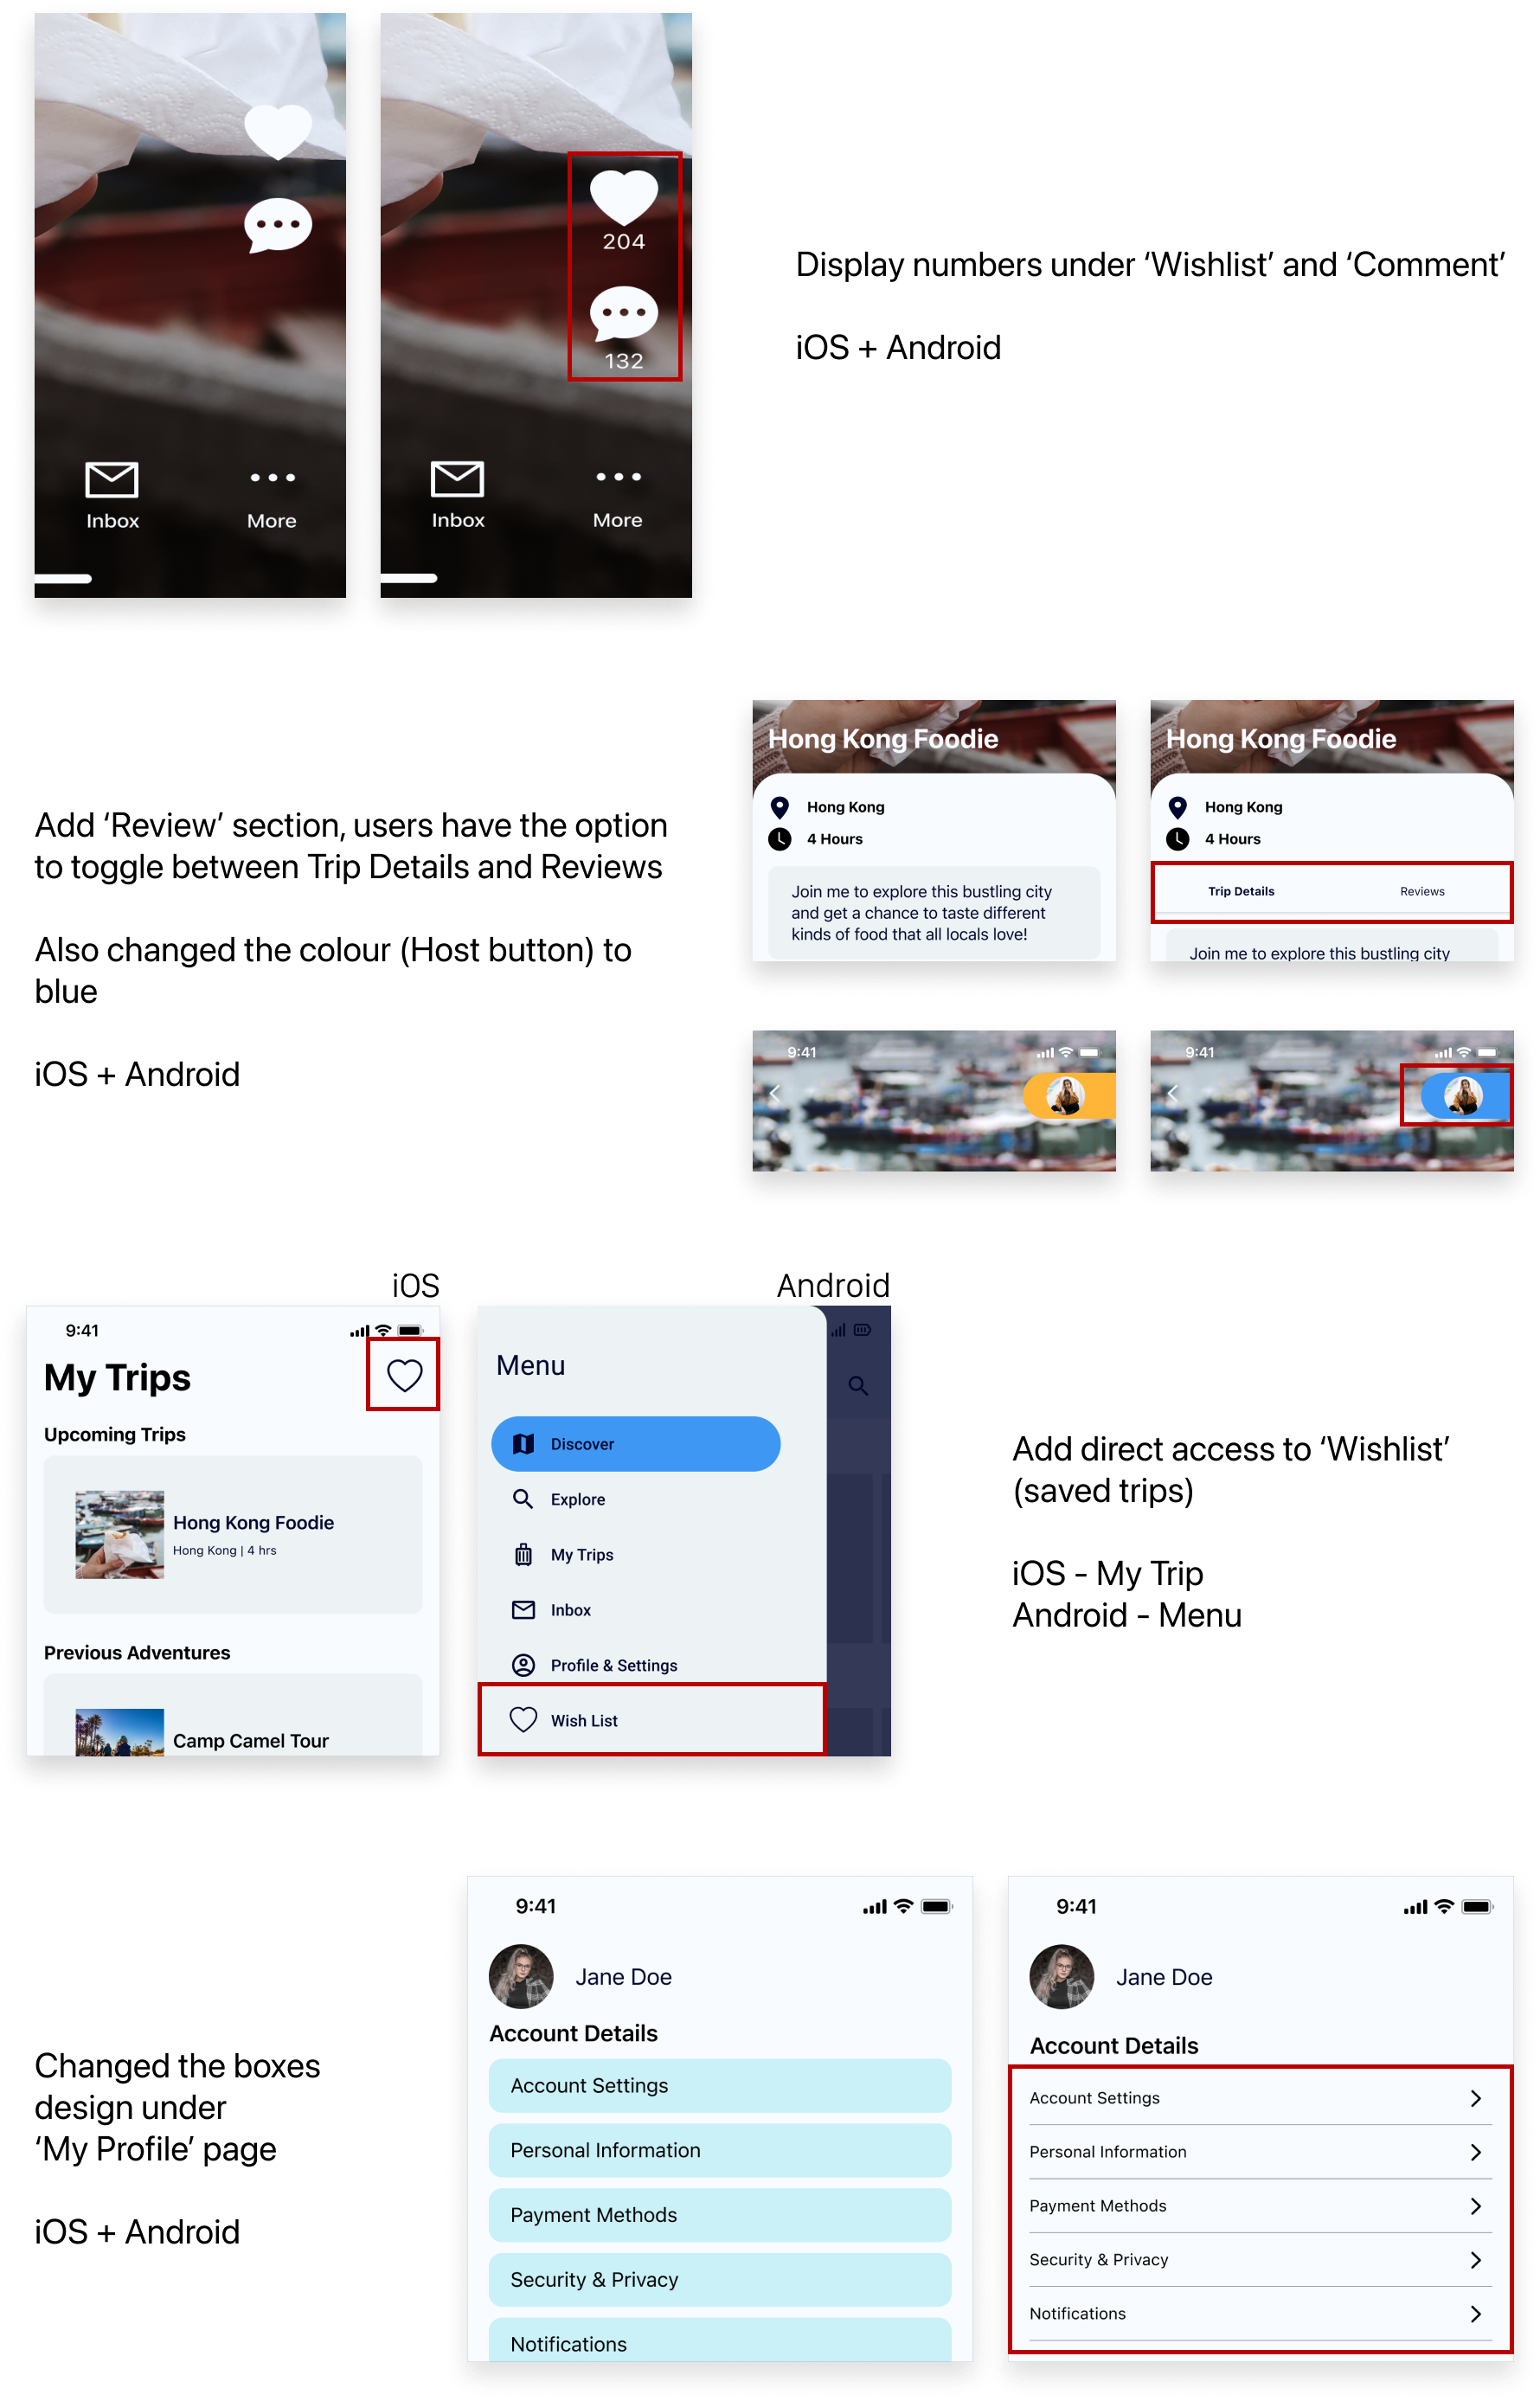 Inbox
More
204
132
Inbox
More
Display numbers under ‘Wishlist’ and ‘Comment’
iOS + Android
Add ‘Review’ section, users have the option
to toggle between Trip Details and Reviews
Also changed the colour (Host button) to
blue
iOS + Android
Hong Kong Foodie
Hong Kong
4 Hours
Join me to explore this bustling city
and get a chance to taste different
kinds of food that all locals love!
Hong Kong Foodie
Hong Kong
4 Hours
Trip Details
Reviews
Join me to explore this bustling city
9:41
9:41
iOS
9:41
My Trips
Upcoming Trips
Hong Kong Foodie
Hong Kong | 4 hrs
Previous Adventures
Camp Camel Tour
Android
Menu
Discover
Explore
My Trips
Inbox
Profile & Settings
Wish List
Add direct access to ‘Wishlist’
(saved trips)
iOS - My Trip
Android - Menu
Changed the boxes
design under
‘My Profile’ page
iOS + Android
9:41
Jane Doe
Account Details
Account Settings
Personal Information
Payment Methods
Security & Privacy
Notifications
9:41
Jane Doe
Account Details
Account Settings
Personal Information
Payment Methods
Security & Privacy
Notifications